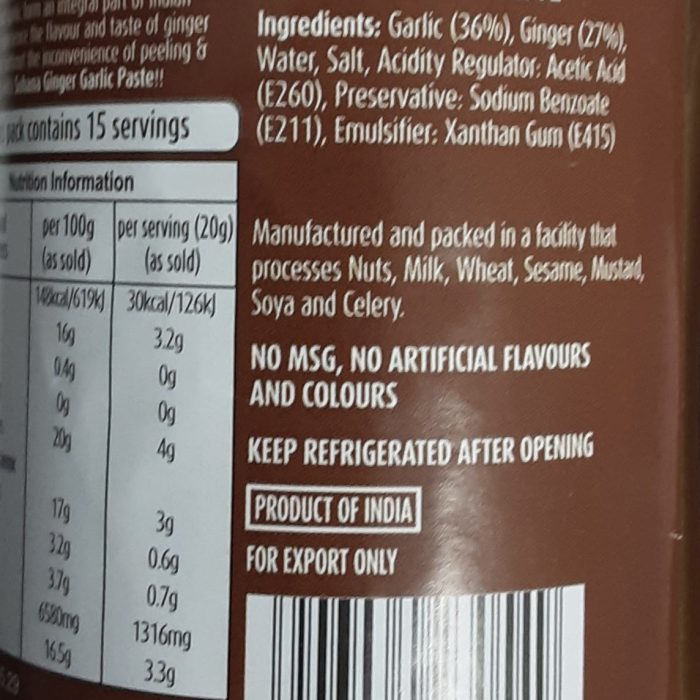 the flavour and taste of ginger
inconvenience of peeling &
Ginger Garlic Paste!!
pack contains 15 servings
Nutrition Information
per 100g per serving (20g)
(as sold) (as sold)
148kcal/619kJ 30kcal/126kJ
16g 3.2g
0.4g 0g
0g 0g
20g 4g
17g 3g
3.2g 0.6g
3.7g 0.7g
6580mg 1316mg
16.5g 3.3g
Ingredients: Garlic (36%), Ginger (27%),
Water, Salt, Acidity Regulator: Acetic Acid
(E260), Preservative: Sodium Benzoate
(E211), Emulsifier: Xanthan Gum (E415)
Manufactured and packed in a facility that
processes Nuts, Milk, Wheat, Sesame, Mustard,
Soya and Celery.
NO MSG, NO ARTIFICIAL FLAVOURS
AND COLOURS
KEEP REFRIGERATED AFTER OPENING
PRODUCT OF INDIA
FOR EXPORT ONLY